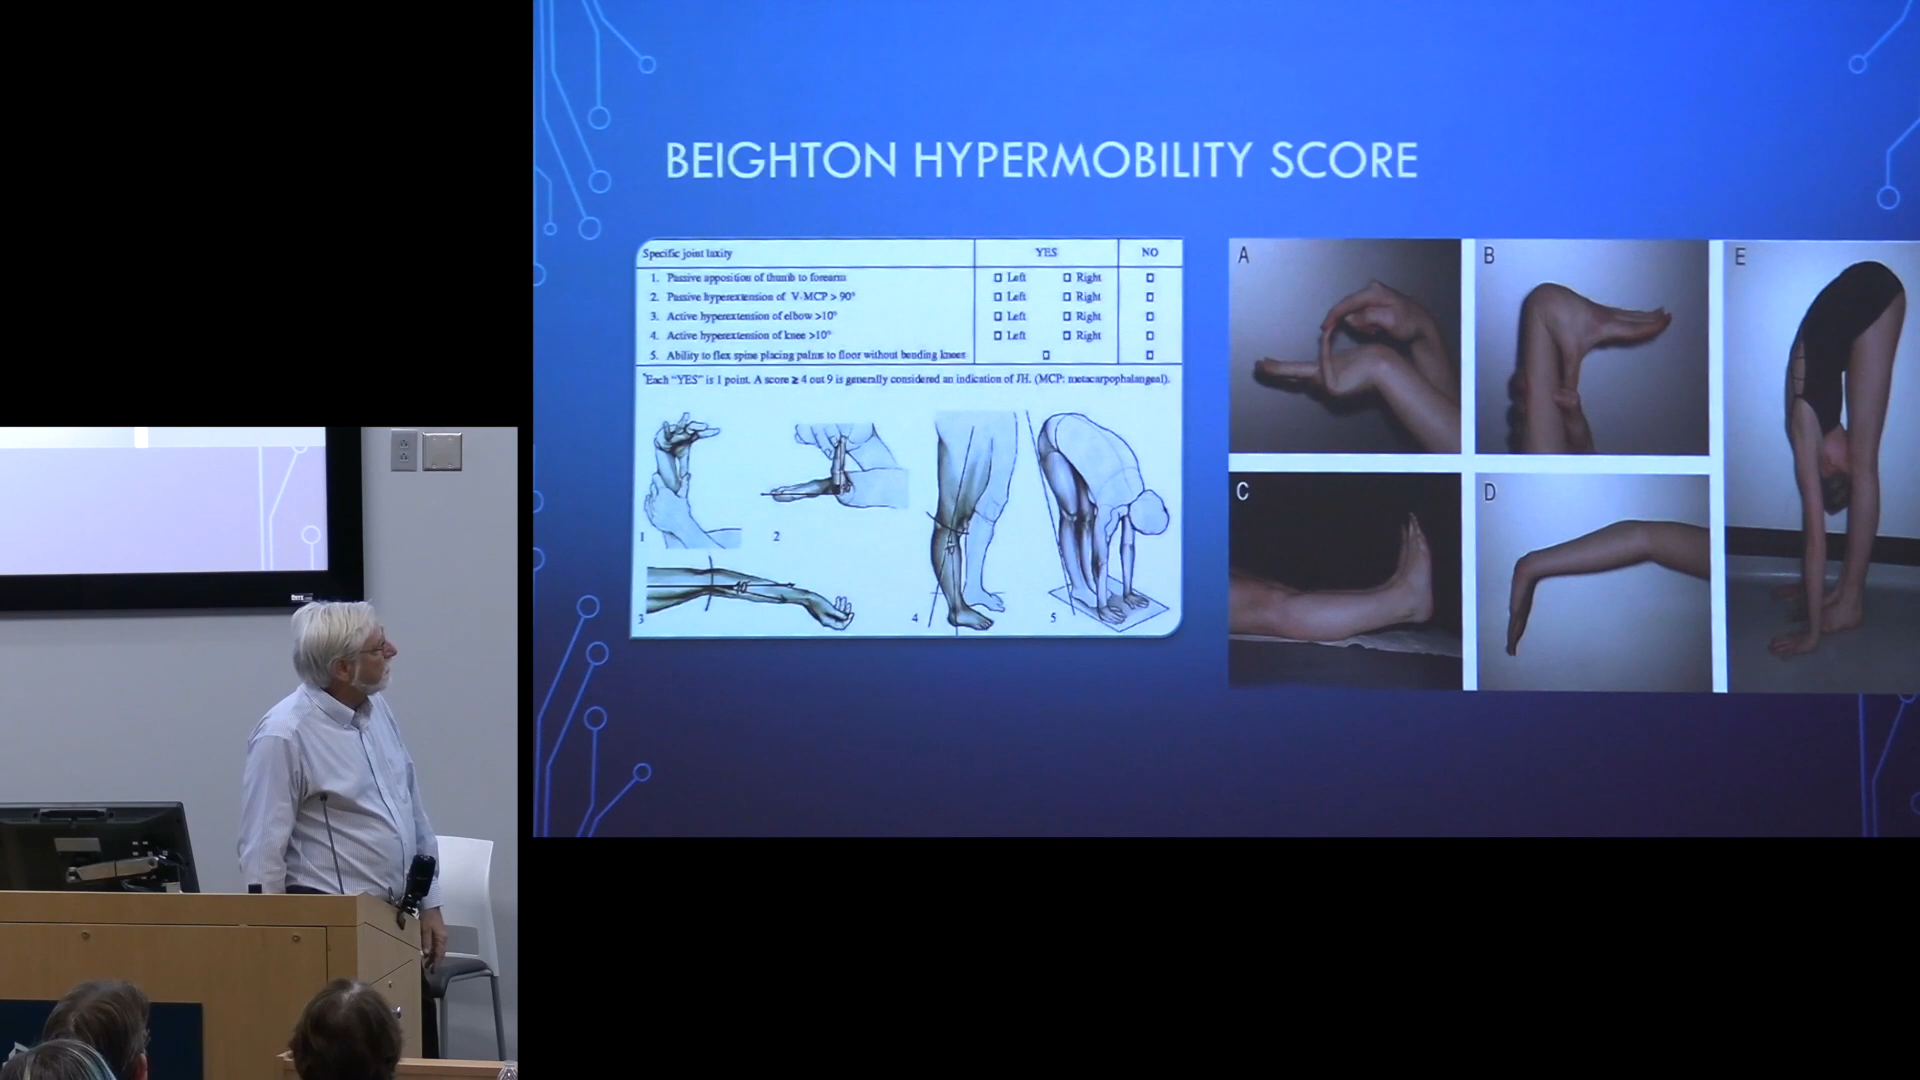 BEIGHTON HYPERMOBILITY SCORE
Specific joint laxity YES NO
1. Passive apposition of thumb to forearm Left Right
2. Passive hyperextension of V-MCP > 90° Left Right
3. Active hyperextension of elbow >10° Left Right
4. Active hyperextension of knee >10° Left Right
5. Ability to flex spine placing palms to floor without bending knees
*Each "YES" is 1 point. A score ≥ 4 out 9 is generally considered an indication of JH. (MCP: metacarpophalangeal).
1
2
3
4
5
A
B
E
C
D